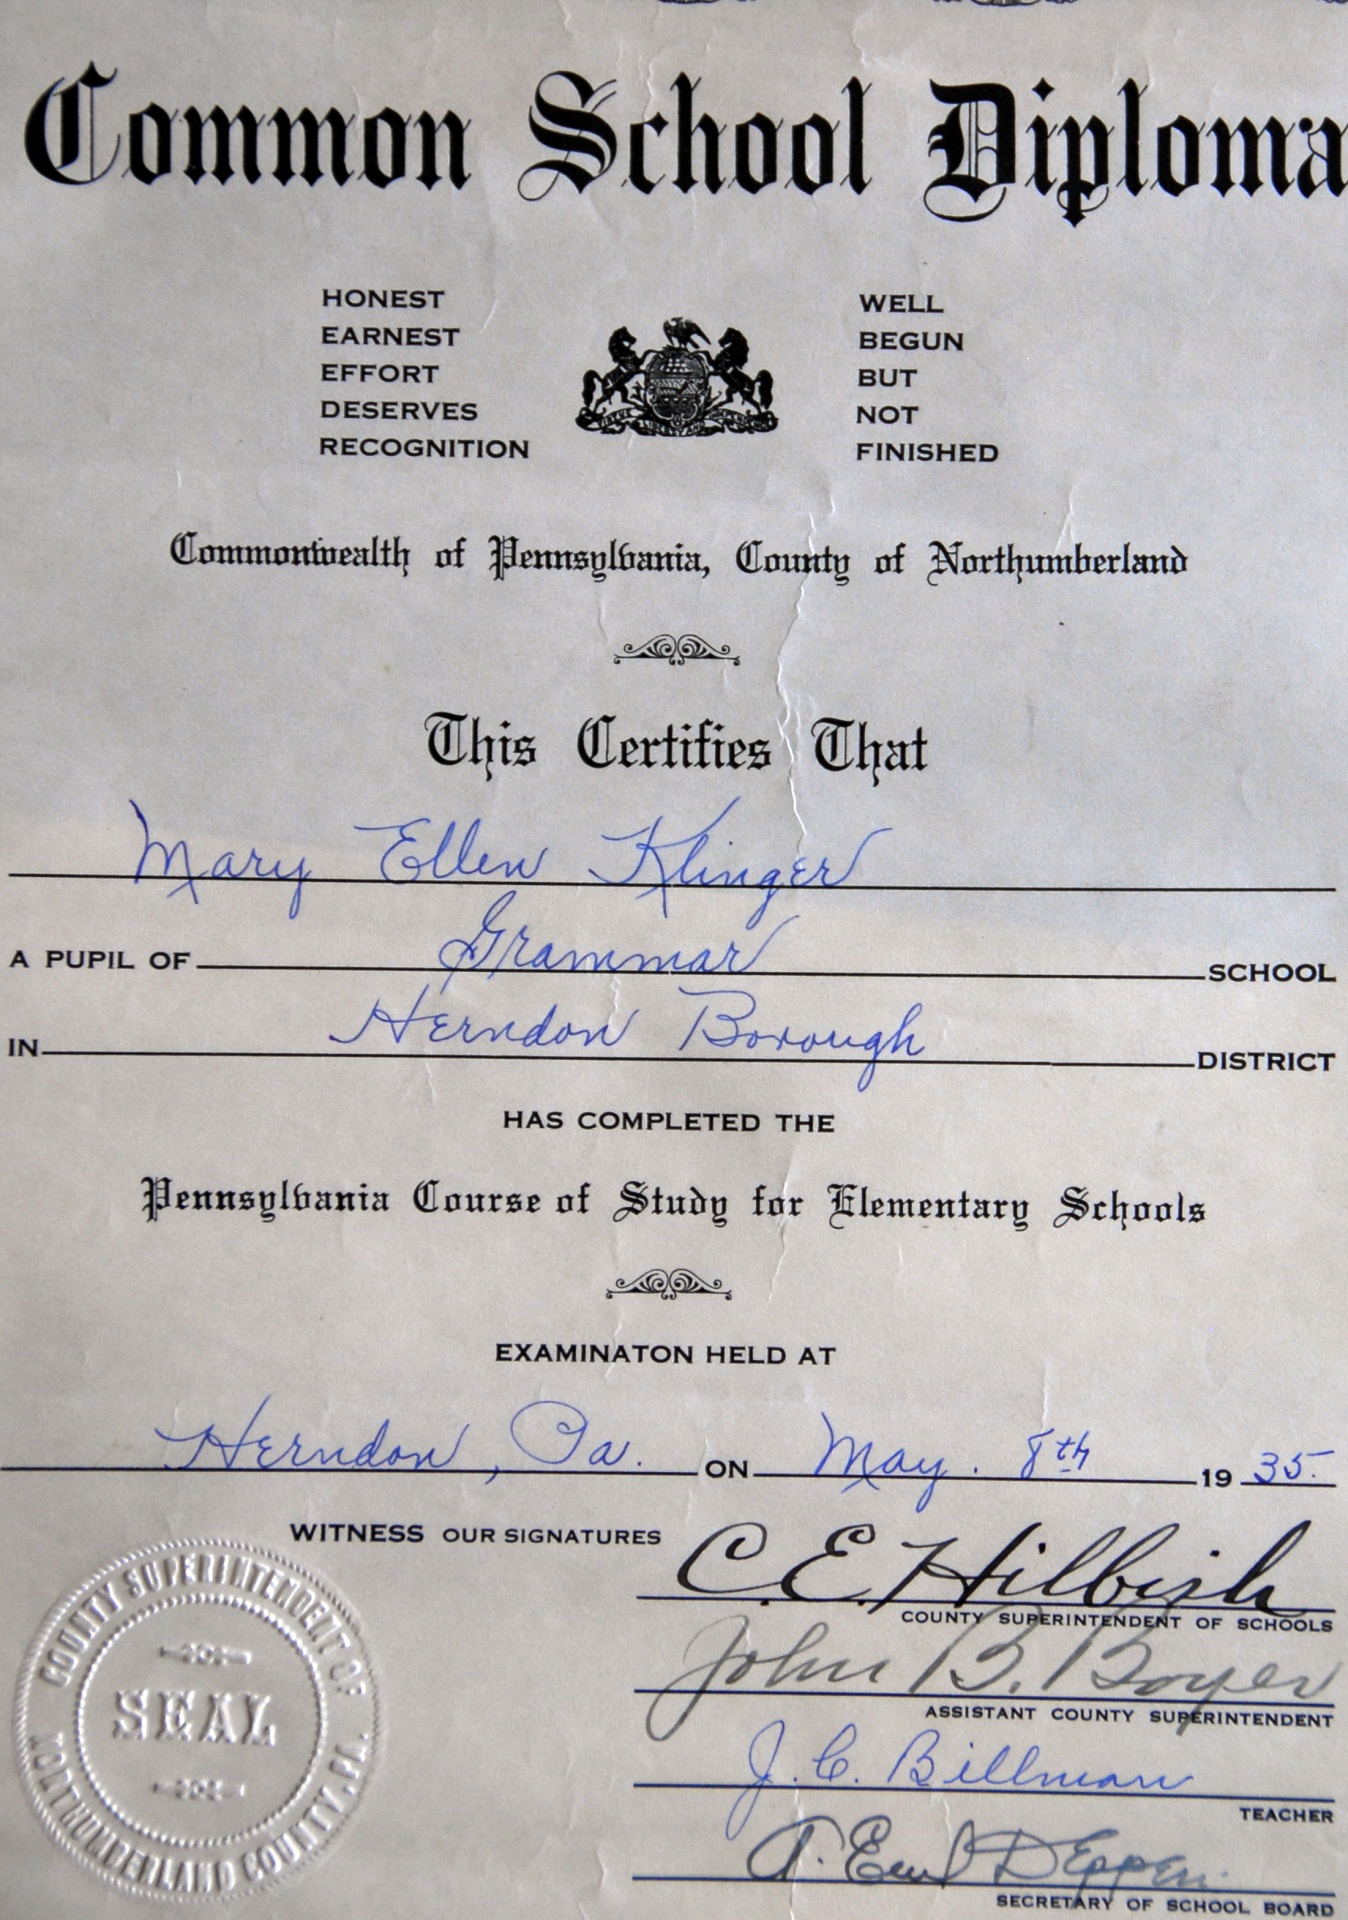 Common School Diploma
HONEST
EARNEST
EFFORT
DESERVES
RECOGNITION
WELL
BEGUN
BUT
NOT
FINISHED
Commonwealth of Pennsylvania, County of Northumberland
This Certifies That
Mary Ellen Klinger
A PUPIL OF Grammar SCHOOL
IN Herndon Borough DISTRICT
HAS COMPLETED THE
Pennsylvania Course of Study for Elementary Schools
EXAMINATON HELD AT
Herndon, Pa. ON May. 8th 1935.
WITNESS OUR SIGNATURES
C. E. Hilbish
COUNTY SUPERINTENDENT OF SCHOOLS
John B. Boyer
ASSISTANT COUNTY SUPERINTENDENT
J. C. Billman
TEACHER
Deppen
SECRETARY OF SCHOOL BOARD
COUNTY SUPERINTENDENT OF
NORTHUMBERLAND COUNTY, PA.
SEAL